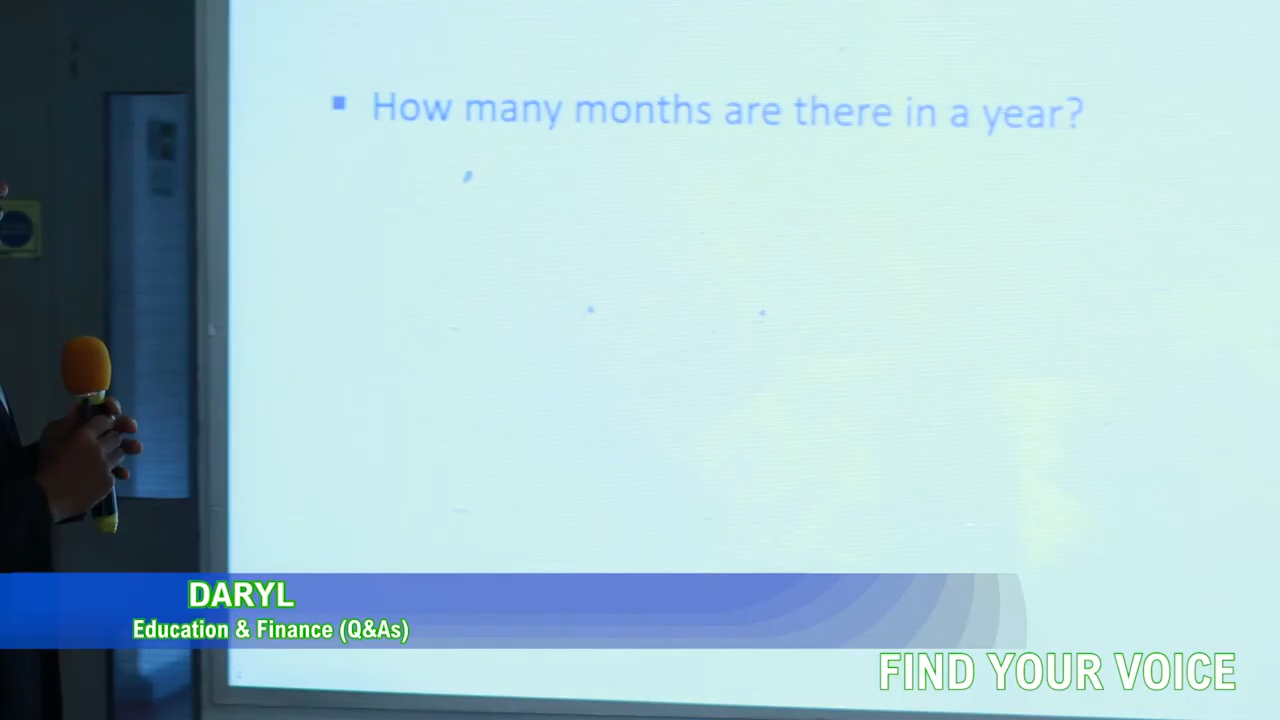 How many months are there in a year?
DARYL
Education & Finance (Q&As)
FIND YOUR VOICE